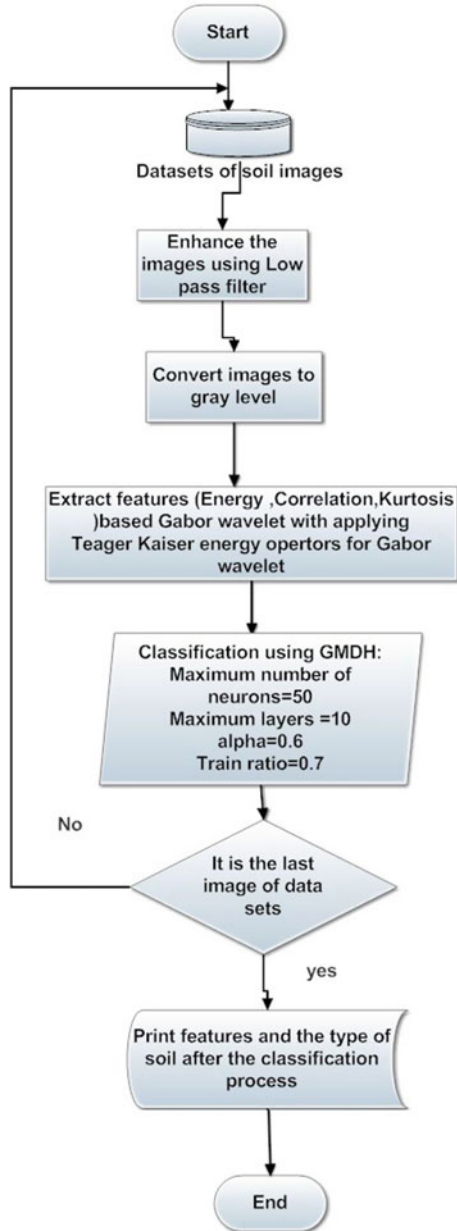 Start
Datasets of soil images
Enhance the
images using Low
pass filter
Convert images to
gray level
Extract features (Energy ,Correlation,Kurtosis
)based Gabor wavelet with applying
Teager Kaiser energy opertors for Gabor
wavelet
Classification using GMDH:
Maximum number of
neurons=50
Maximum layers =10
alpha=0.6
Train ratio=0.7
No
It is the last
image of data
sets
yes
Print features and the type of
soil after the classification
process
End